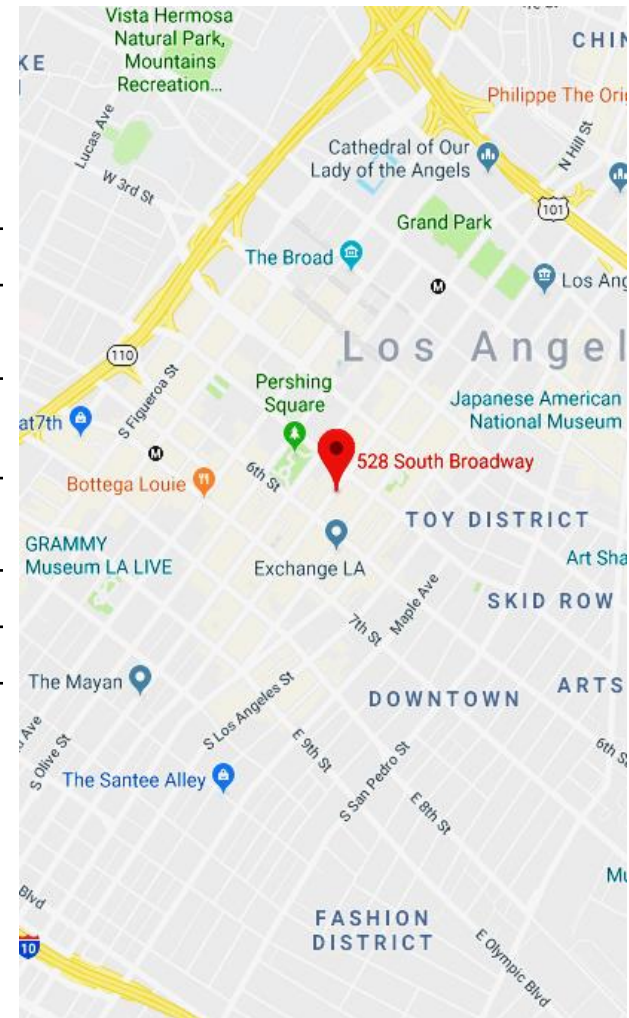 Vista Hermosa
Natural Park,
Mountains
Recreation...
CHIN
KE
Philippe The Orig
Lucas Ave
W 3rd St
Cathedral of Our
Lady of the Angels
N Hill St
101
Grand Park
The Broad
M
Los Ang
Los Angel
110
S Figueroa St
Pershing
Square
Japanese American
National Museum
at7th
M
528 South Broadway
6th St
Bottega Louie
TOY DISTRICT
GRAMMY
Museum LA LIVE
Exchange LA
Art Sha
Maple Ave
SKID ROW
7th St
The Mayan
DOWNTOWN
ARTS
S Los Angeles St
Ave
S Olive St
E 9th St
6th S
The Santee Alley
S San Pedro St
E 8th St
Mu
Blvd
FASHION
DISTRICT
10
E Olympic Blvd